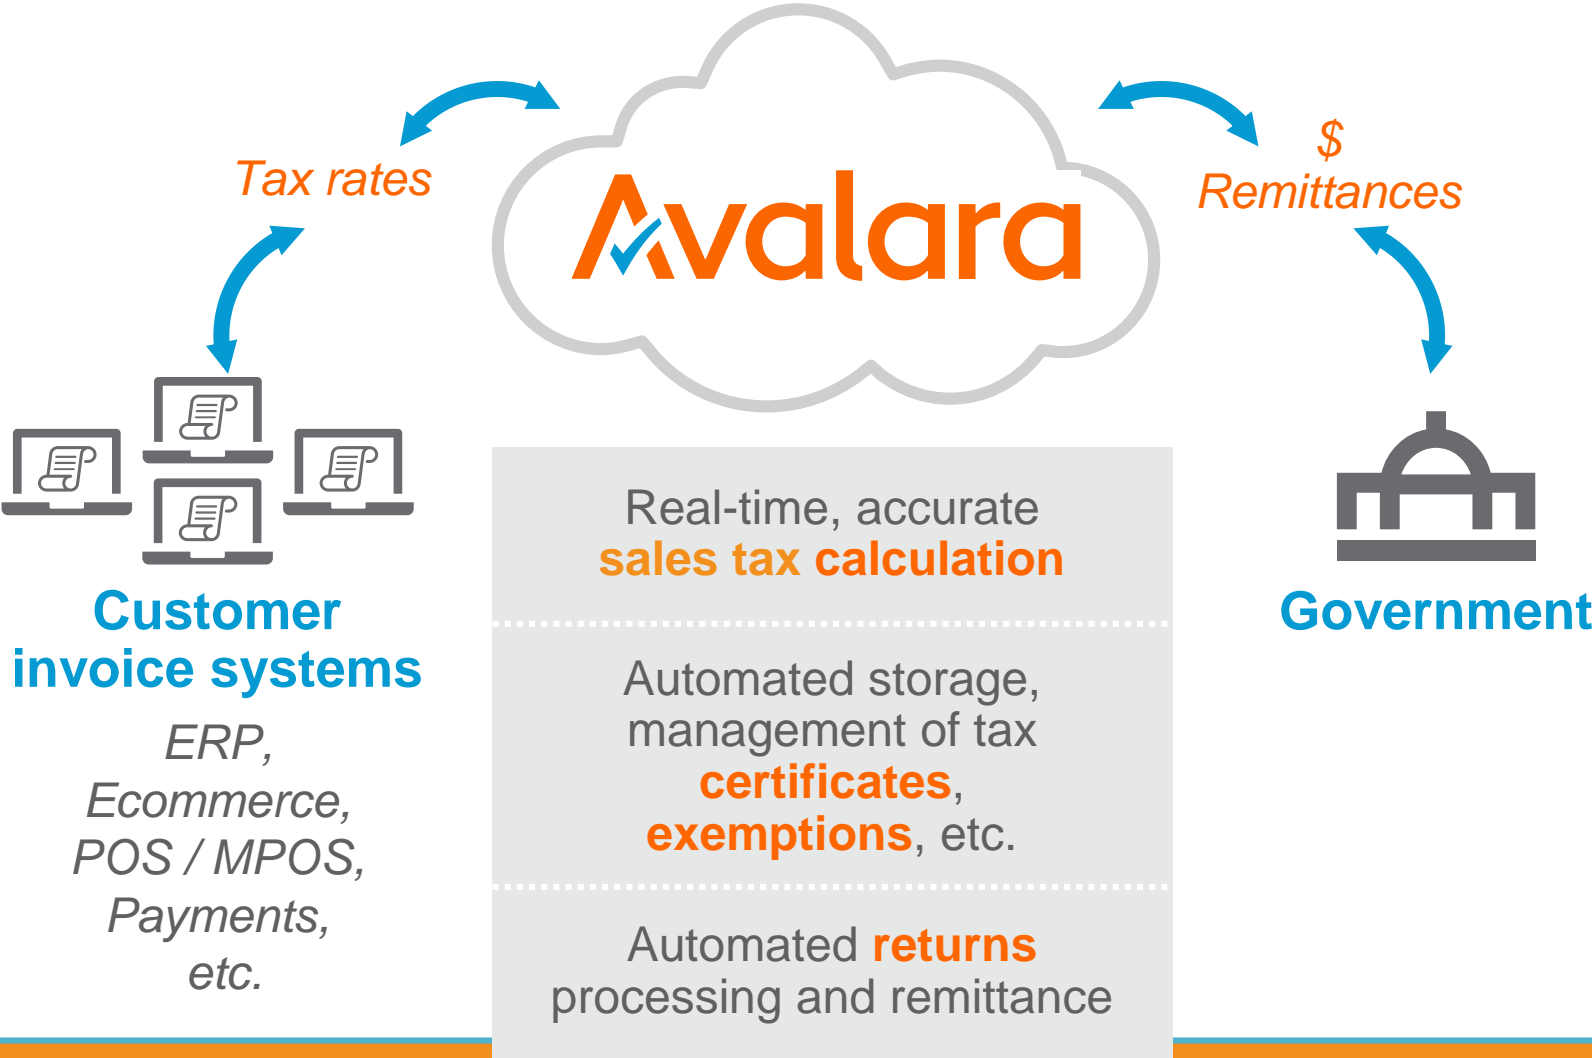 Avalara
Tax rates
$
Remittances
Customer
invoice systems
ERP,
Ecommerce,
POS / MPOS,
Payments,
etc.
Real-time, accurate
sales tax calculation
Automated storage,
management of tax
certificates,
exemptions, etc.
Automated returns
processing and remittance
Government